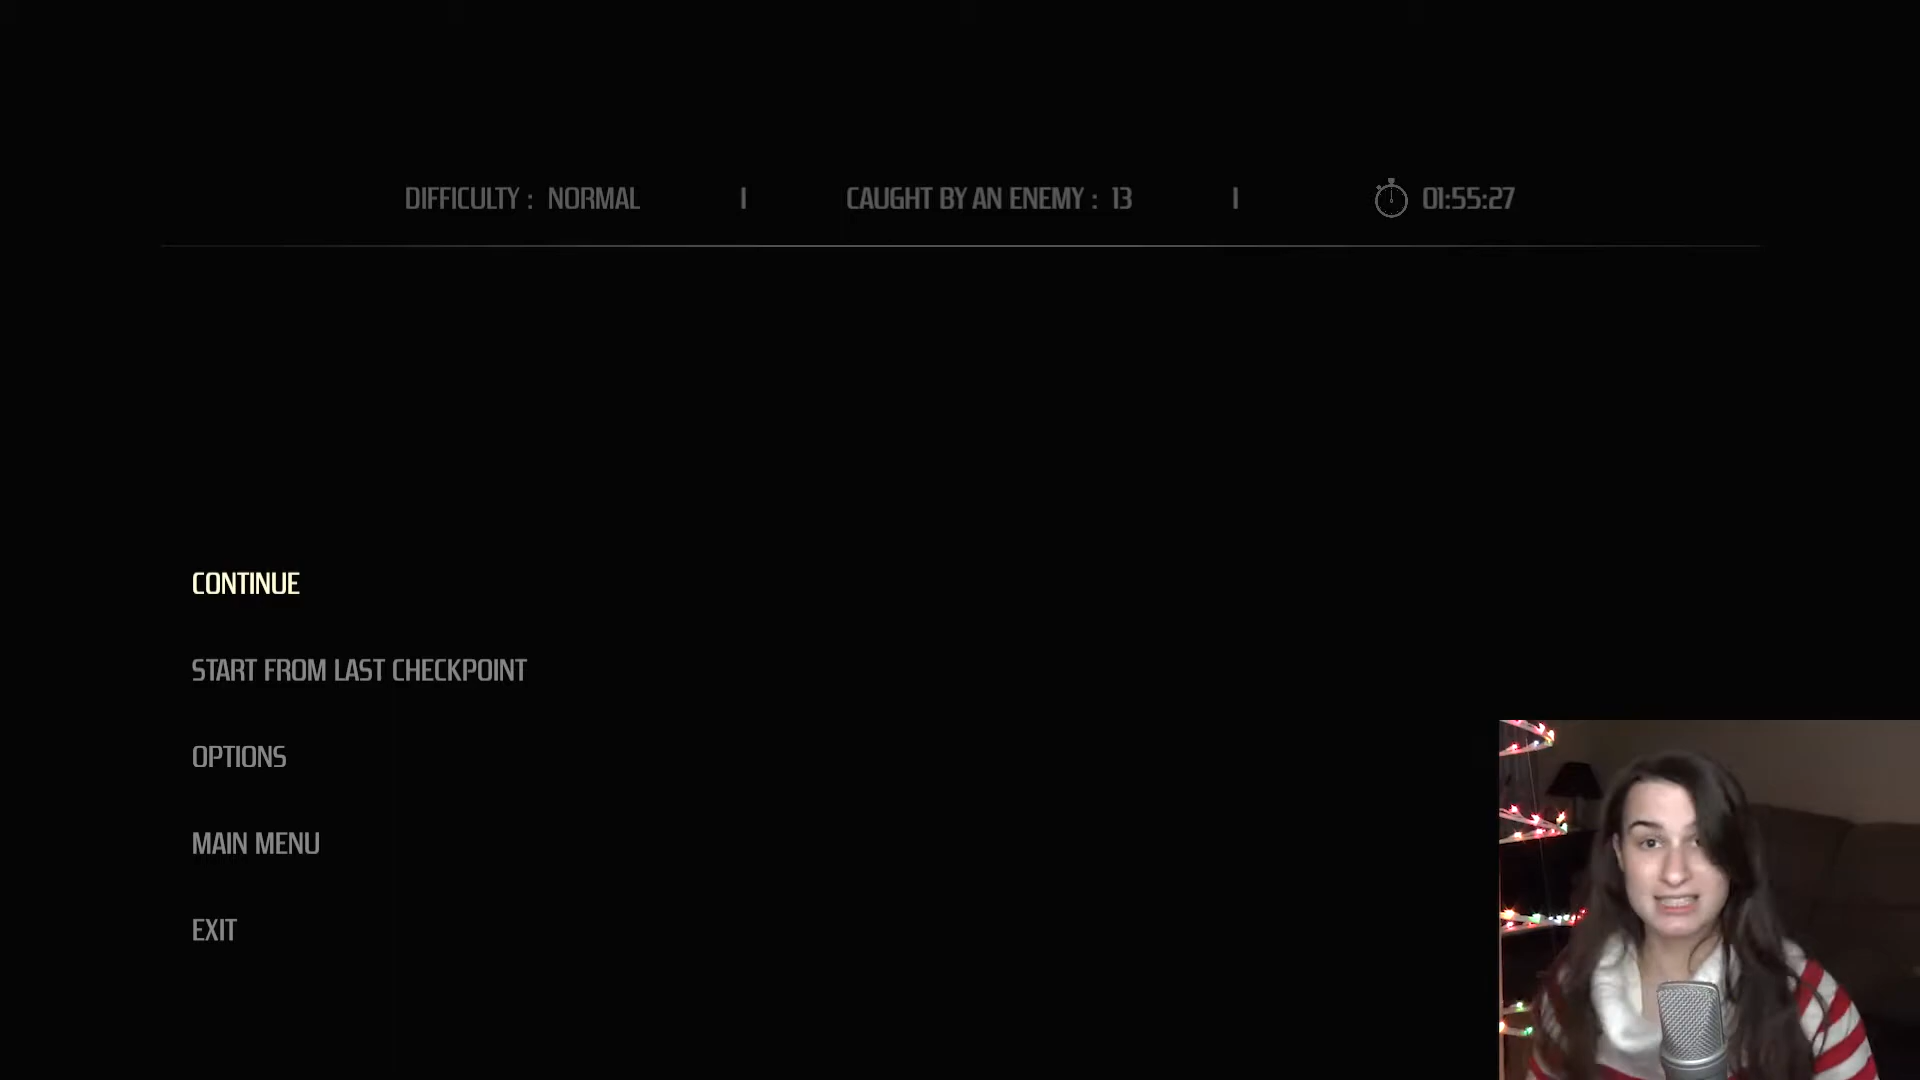 DIFFICULTY : NORMAL | CAUGHT BY AN ENEMY : 13 | 01:55:27
CONTINUE
START FROM LAST CHECKPOINT
OPTIONS
MAIN MENU
EXIT